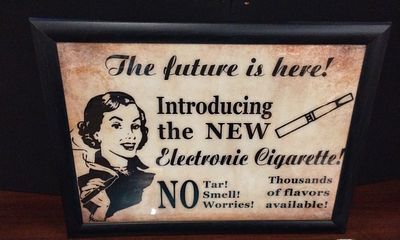 The future is here!
Introducing
the NEW
Electronic Cigarette!
NO Tar!
Smell!
Worries!
Thousands
of flavors
available!